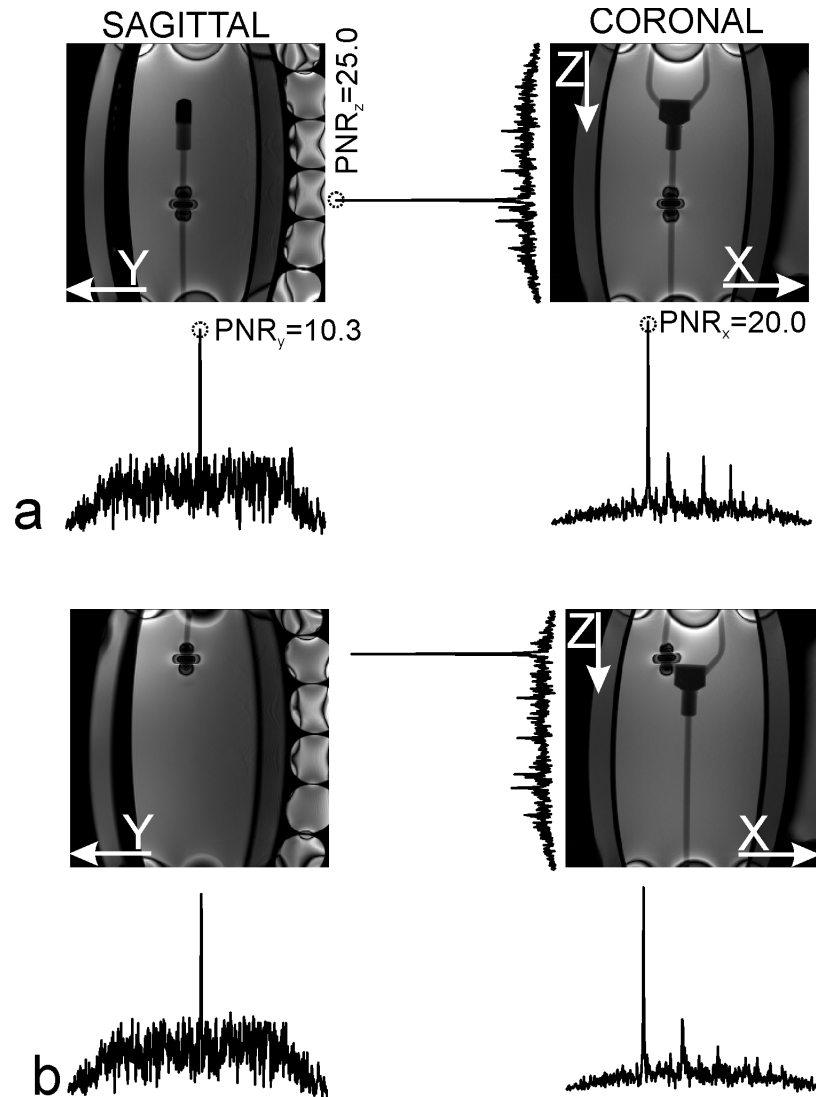 SAGITTAL
CORONAL
PNRz=25.0
Z
Y
X
PNRy=10.3
PNRx=20.0
a
Z
Y
X
b